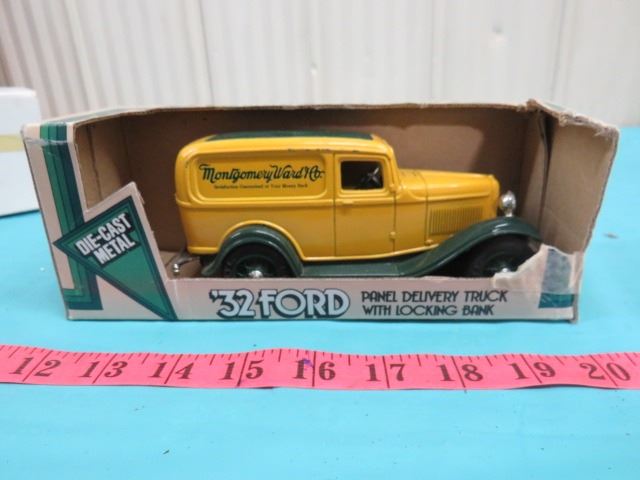 Montgomery Ward & Co.
Satisfaction Guaranteed or Your Money Back
DIE-CAST
METAL
'32 FORD
PANEL DELIVERY TRUCK
WITH LOCKING BANK
12 13 14 15 16 17 18 19 20